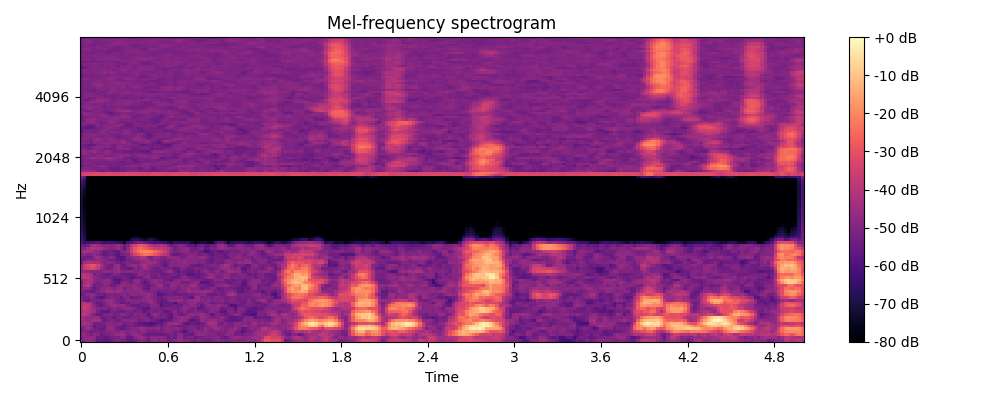 Mel-frequency spectrogram
+0 dB
4096
-10 dB
-20 dB
2048
-30 dB
Hz
-40 dB
1024
-50 dB
512
-60 dB
-70 dB
0
-80 dB
0 0.6 1.2 1.8 2.4 3 3.6 4.2 4.8
Time